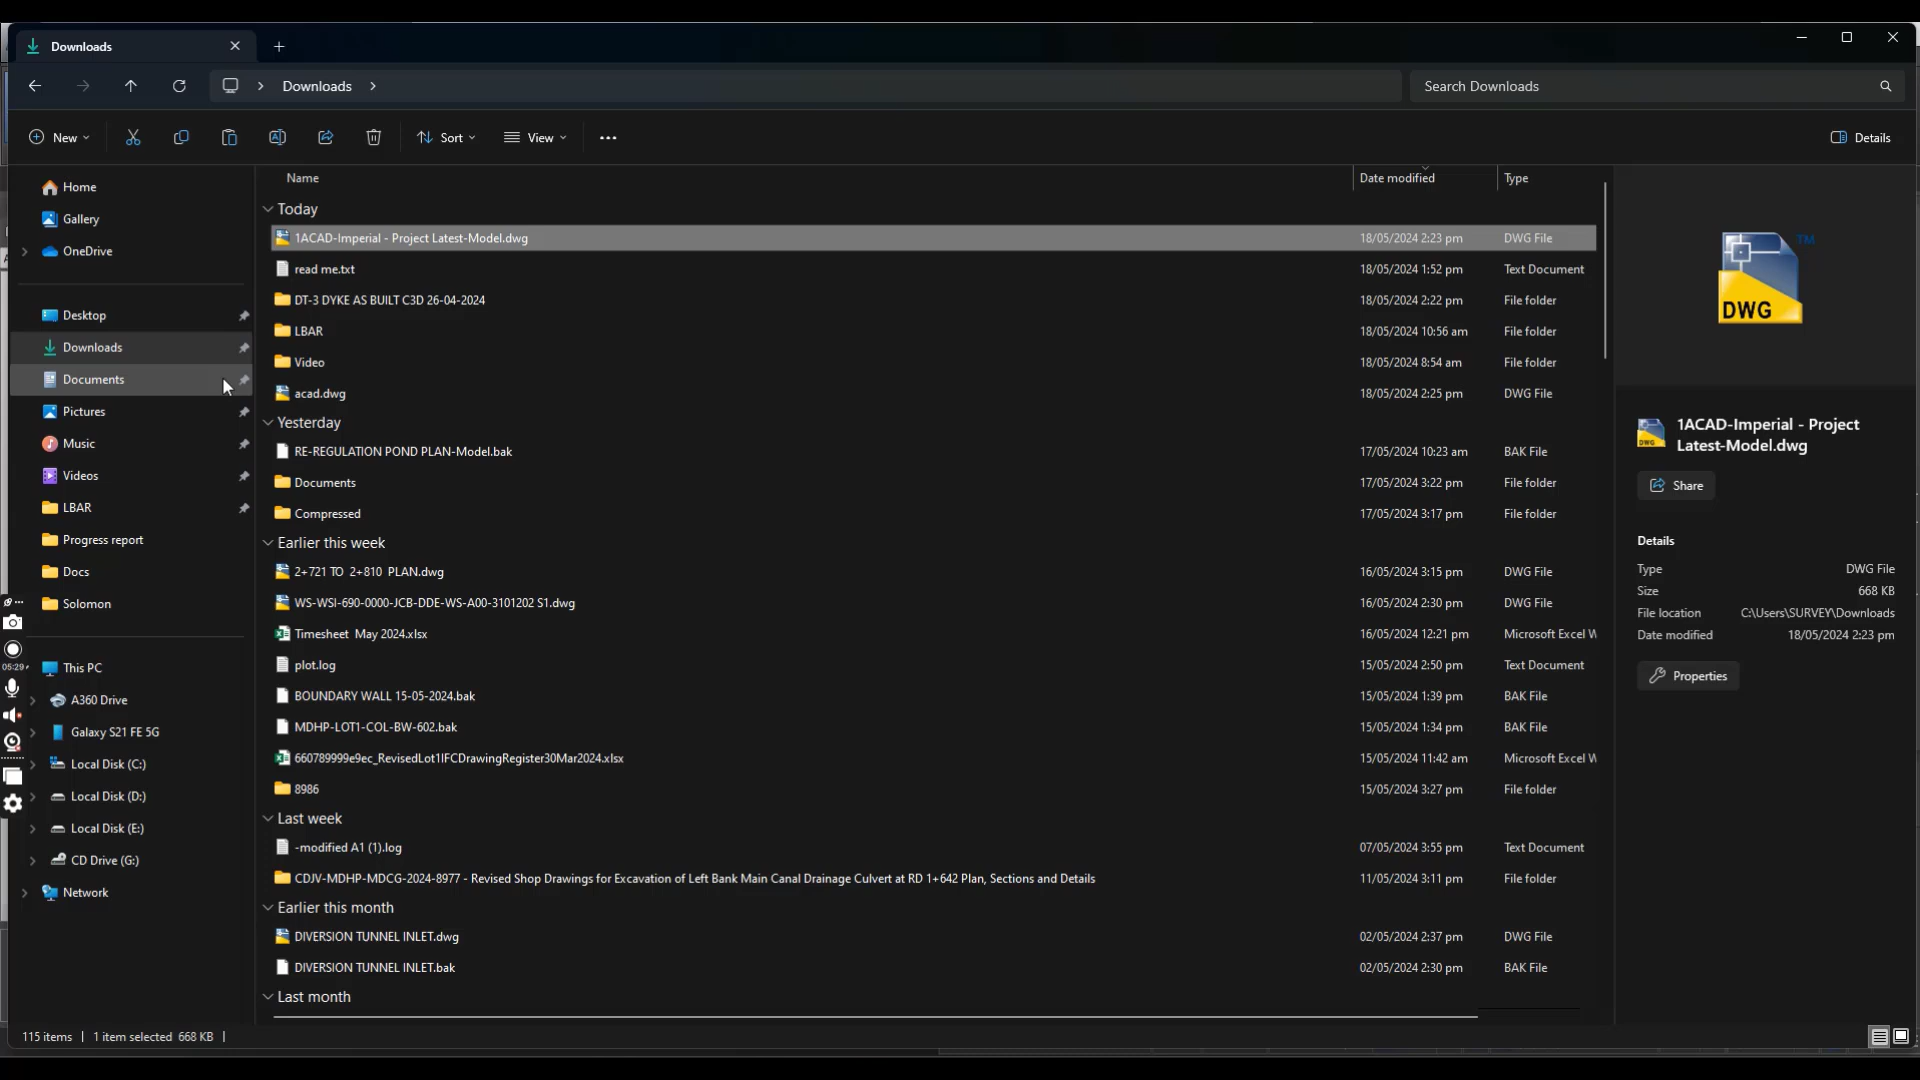 Downloads
Downloads
Search Downloads
New
Sort
View
Details
Home
Gallery
OneDrive
Desktop
Downloads
Documents
Pictures
Music
Videos
LBAR
Progress report
Docs
Solomon
This PC
A360 Drive
Galaxy S21 FE 5G
Local Disk (C:)
Local Disk (D:)
Local Disk (E:)
CD Drive (G:)
Network
05:29
Name Date modified Type
Today
1ACAD-Imperial - Project Latest-Model.dwg 18/05/2024 2:23 pm DWG File
read me.txt 18/05/2024 1:52 pm Text Document
DT-3 DYKE AS BUILT C3D 26-04-2024 18/05/2024 2:22 pm File folder
LBAR 18/05/2024 10:56 am File folder
Video 18/05/2024 8:54 am File folder
acad.dwg 18/05/2024 2:25 pm DWG File
Yesterday
RE-REGULATION POND PLAN-Model.bak 17/05/2024 10:23 am BAK File
Documents 17/05/2024 3:22 pm File folder
Compressed 17/05/2024 3:17 pm File folder
Earlier this week
2+721 TO 2+810 PLAN.dwg 16/05/2024 3:15 pm DWG File
WS-WSI-690-0000-JCB-DDE-WS-A00-3101202 S1.dwg 16/05/2024 2:30 pm DWG File
Timesheet May 2024.xlsx 16/05/2024 12:21 pm Microsoft Excel W
plot.log 15/05/2024 2:50 pm Text Document
BOUNDARY WALL 15-05-2024.bak 15/05/2024 1:39 pm BAK File
MDHP-LOT1-COL-BW-602.bak 15/05/2024 1:34 pm BAK File
660789999e9ec_RevisedLot1IFCDrawingRegister30Mar2024.xlsx 15/05/2024 11:42 am Microsoft Excel W
8986 15/05/2024 3:27 pm File folder
Last week
-modified A1 (1).log 07/05/2024 3:55 pm Text Document
CDJV-MDHP-MDCG-2024-8977 - Revised Shop Drawings for Excavation of Left Bank Main Canal Drainage Culvert at RD 1+642 Plan, Sections and Details 11/05/2024 3:11 pm File folder
Earlier this month
DIVERSION TUNNEL INLET.dwg 02/05/2024 2:37 pm DWG File
DIVERSION TUNNEL INLET.bak 02/05/2024 2:30 pm BAK File
Last month
TM
DWG
1ACAD-Imperial - Project
Latest-Model.dwg
Share
Details
Type DWG File
Size 668 KB
File location C:\Users\SURVEY\Downloads
Date modified 18/05/2024 2:23 pm
Properties
115 items 1 item selected 668 KB